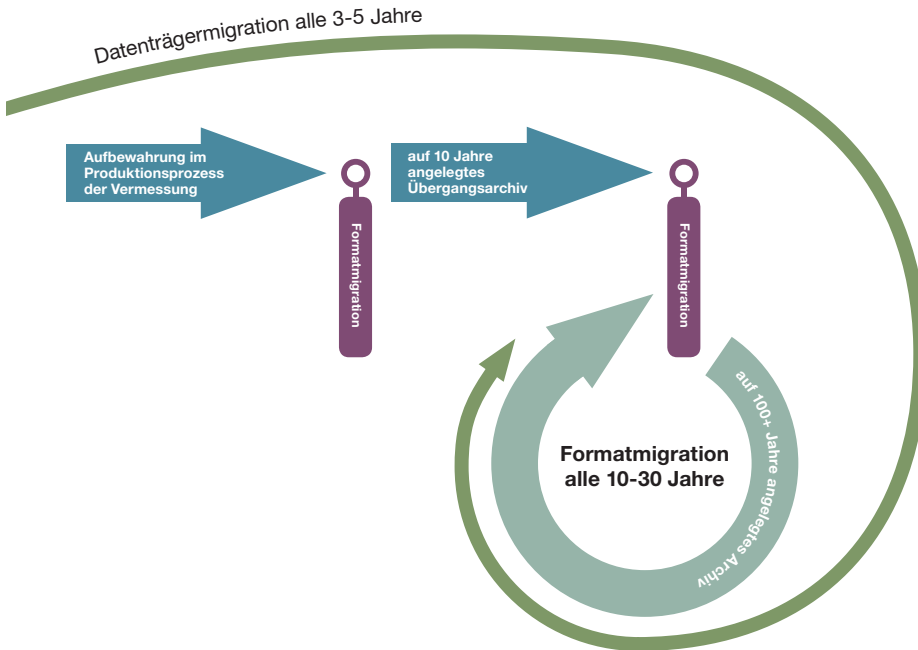 Datenträgermigration alle 3-5 Jahre
Aufbewahrung im
Produktionsprozess
der Vermessung
auf 10 Jahre
angelegtes
Übergangsarchiv
Formatmigration
Formatmigration
Formatmigration
alle 10-30 Jahre
auf 100+ Jahre angelegtes Archiv